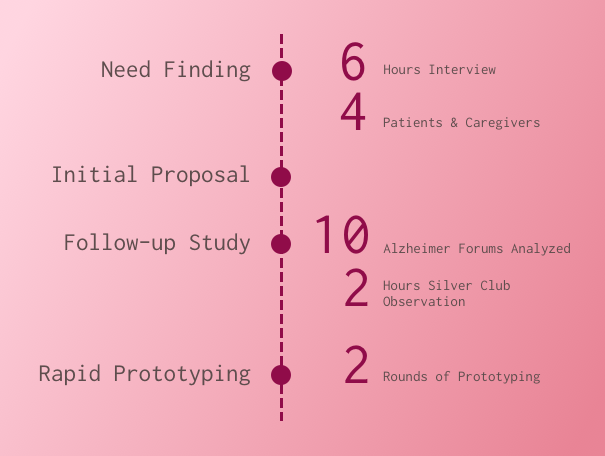 Need Finding
6 Hours Interview
4 Patients & Caregivers
Initial Proposal
Follow-up Study
10 Alzheimer Forums Analyzed
2 Hours Silver Club
Observation
Rapid Prototyping
2 Rounds of Prototyping